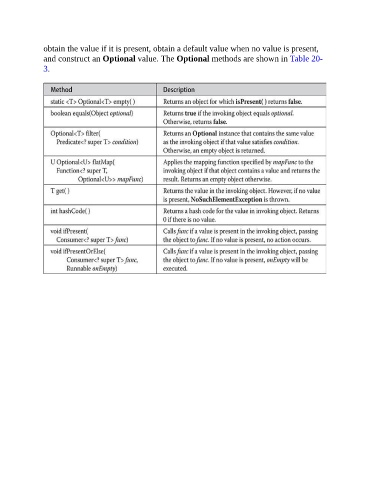 obtain the value if it is present, obtain a default value when no value is present,
and construct an Optional value. The Optional methods are shown in Table 20-
3.
Method Description
static <T> Optional<T> empty( ) Returns an object for which isPresent( ) returns false.
boolean equals(Object optional) Returns true if the invoking object equals optional.
Otherwise, returns false.
Optional<T> filter( Returns an Optional instance that contains the same value
Predicate<? super T> condition) as the invoking object if that value satisfies condition.
Otherwise, an empty object is returned.
U Optional<U> flatMap( Applies the mapping function specified by mapFunc to the
Function<? super T, invoking object if that object contains a value and returns the
Optional<U>> mapFunc) result. Returns an empty object otherwise.
T get( ) Returns the value in the invoking object. However, if no value
is present, NoSuchElementException is thrown.
int hashCode( ) Returns a hash code for the value in invoking object. Returns
0 if there is no value.
void ifPresent( Calls func if a value is present in the invoking object, passing
Consumer<? super T> func) the object to func. If no value is present, no action occurs.
void ifPresentOrElse( Calls func if a value is present in the invoking object, passing
Consumer<? super T> func, the object to func. If no value is present, onEmpty will be
Runnable onEmpty) executed.